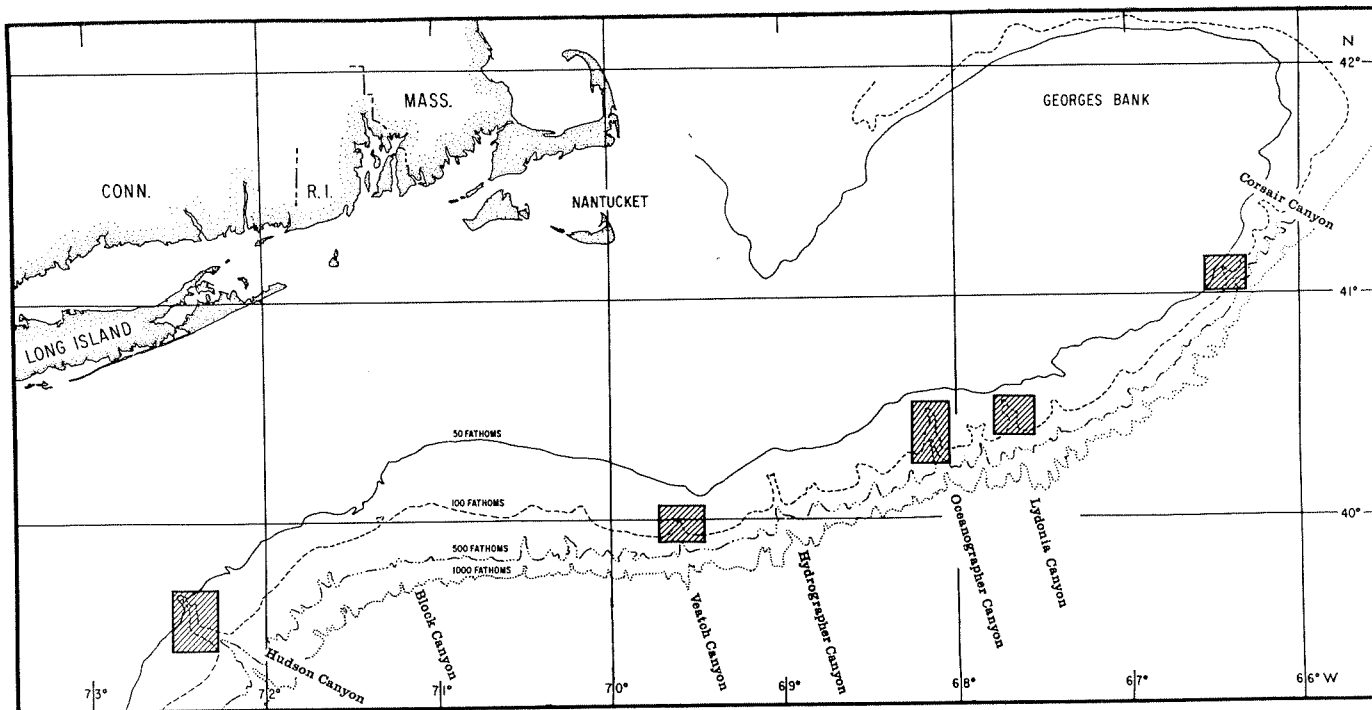 N
42°
MASS.
GEORGES BANK
CONN.
R.I.
NANTUCKET
Corsair Canyon
41°
LONG ISLAND
50 FATHOMS
100 FATHOMS
40°
500 FATHOMS
1000 FATHOMS
Block Canyon
Veatch Canyon
Hydrographer Canyon
Oceanographer Canyon
Lydonia Canyon
Hudson Canyon
73°
72°
71°
70°
69°
68°
67°
66° W